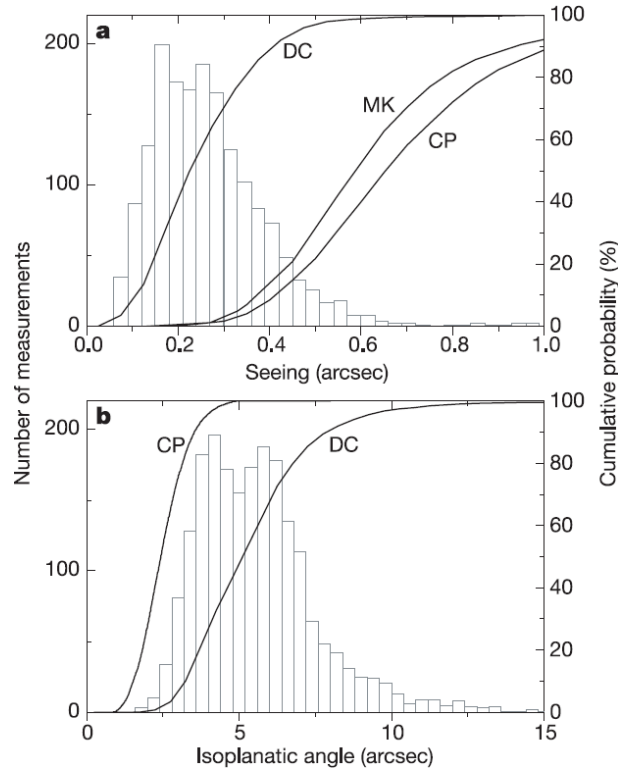 a
DC
MK
CP
200
100
0
100
80
60
40
20
0
0.0 0.2 0.4 0.6 0.8 1.0
Seeing (arcsec)
Number of measurements
Cumulative probability (%)
b
CP
DC
200
100
0
100
80
60
40
20
0
0 5 10 15
Isoplanatic angle (arcsec)